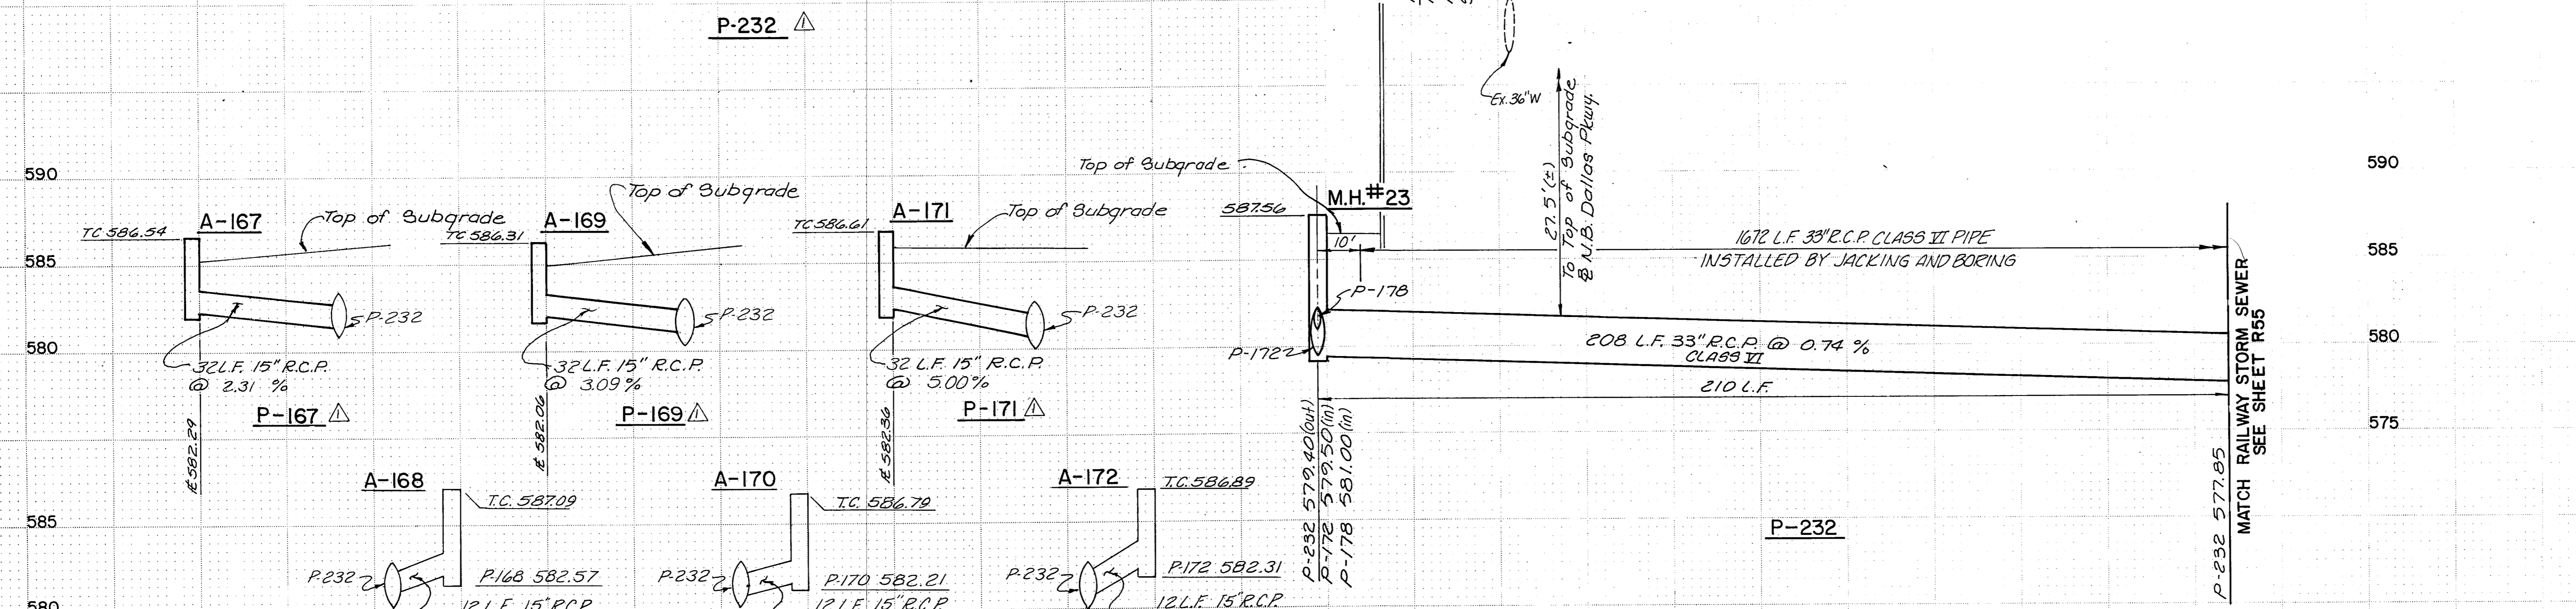 P-232
1
Ex. 36" W
27.5' (±)
To Top of Subgrade
N.B. Dallas Pkwy.
590
590
Top of Subgrade
Top of Subgrade
A-167
Top of Subgrade
TC 586.54
A-169
TC 586.31
A-171
Top of Subgrade
TC 586.61
587.56
M.H. #23
10'
1672 L.F. 33" R.C.P. CLASS VI PIPE
INSTALLED BY JACKING AND BORING
585
585
P-178
P-232
P-232
P-232
P-172
208 L.F. 33" R.C.P. @ 0.74 %
CLASS VI
210 L.F.
580
580
32 L.F. 15" R.C.P.
@ 2.31 %
32 L.F. 15" R.C.P.
@ 3.09 %
32 L.F. 15" R.C.P.
@ 5.00 %
P-167
1
P-169
1
P-171
1
575
582.29
582.06
582.36
P-232 579.40 (out)
P-172 579.50 (in)
P-178 581.00 (in)
P-232 577.85
MATCH RAILWAY STORM SEWER
SEE SHEET R55
P-232
A-168
T.C. 587.09
A-170
T.C. 586.79
A-172
T.C. 586.89
585
P-232
P-168 582.57
12 L.F. 15" R.C.P.
P-232
P-170 582.21
12 L.F. 15" R.C.P.
P-232
P-172 582.31
12 L.F. 15" R.C.P.
580